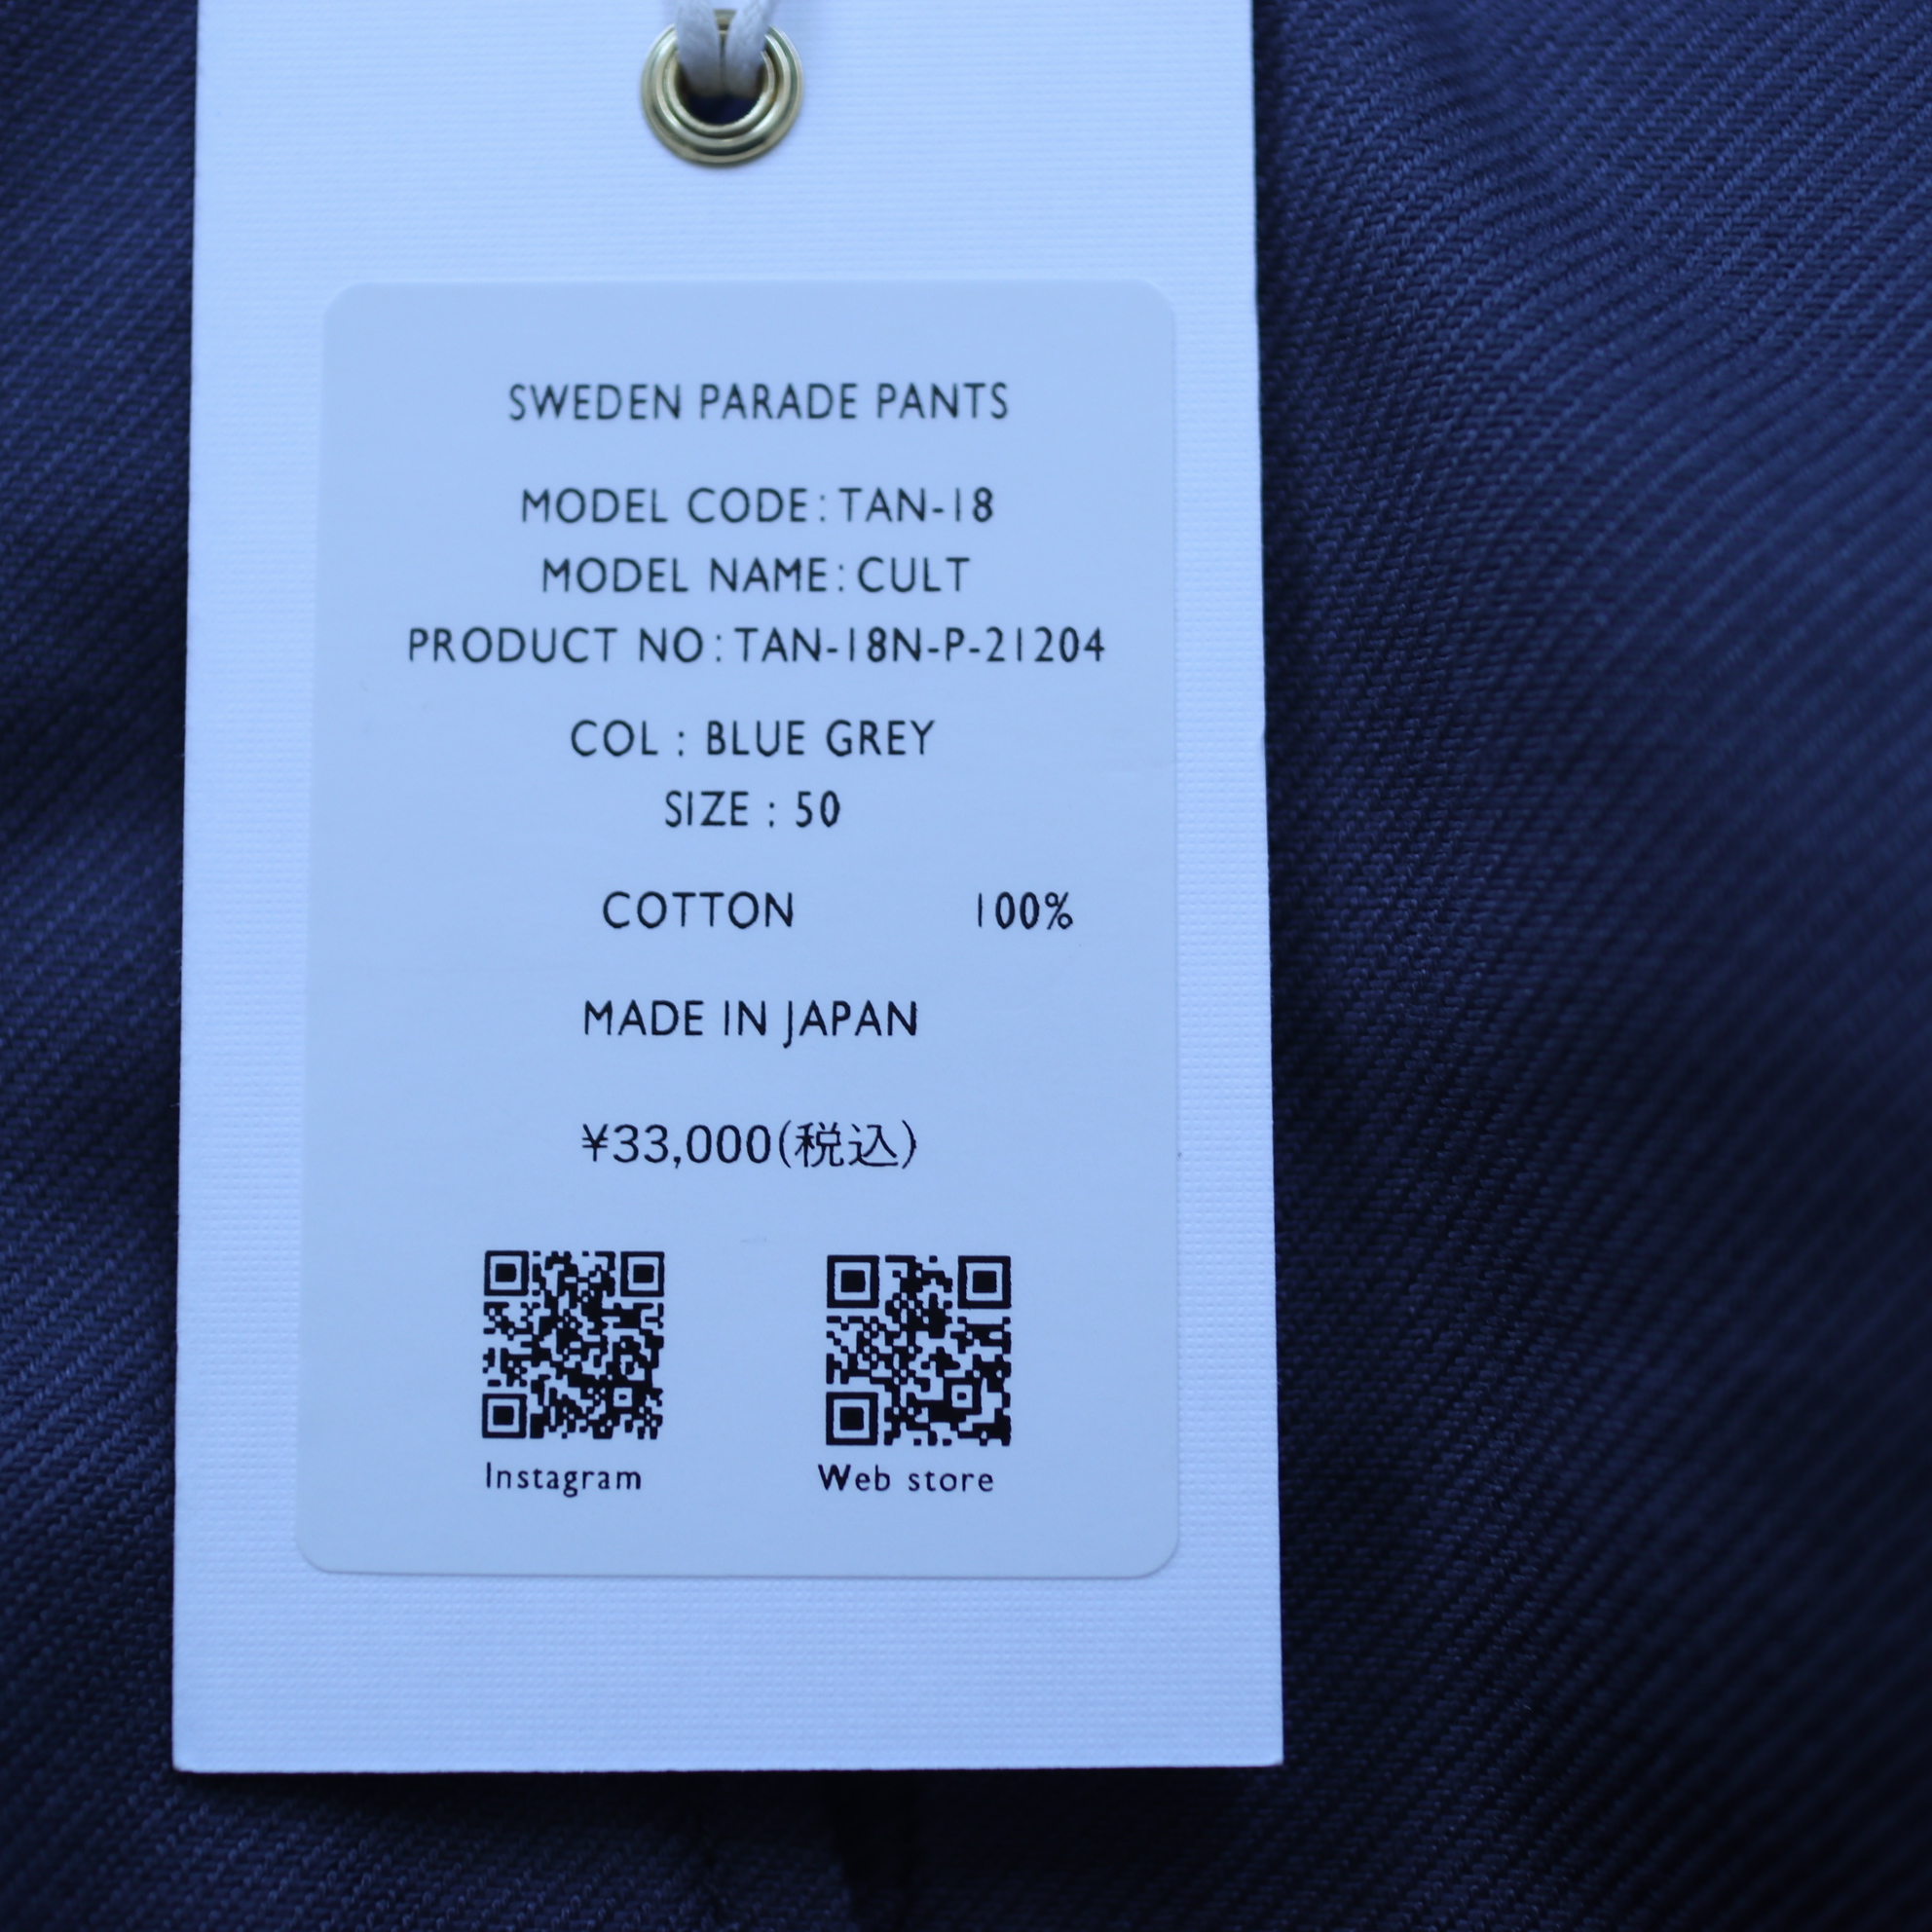 SWEDEN PARADE PANTS
MODEL CODE:TAN-18
MODEL NAME:CULT
PRODUCT NO:TAN-18N-P-21204
COL : BLUE GREY
SIZE : 50
COTTON 100%
MADE IN JAPAN
¥33,000(税込)
Instagram
Web store